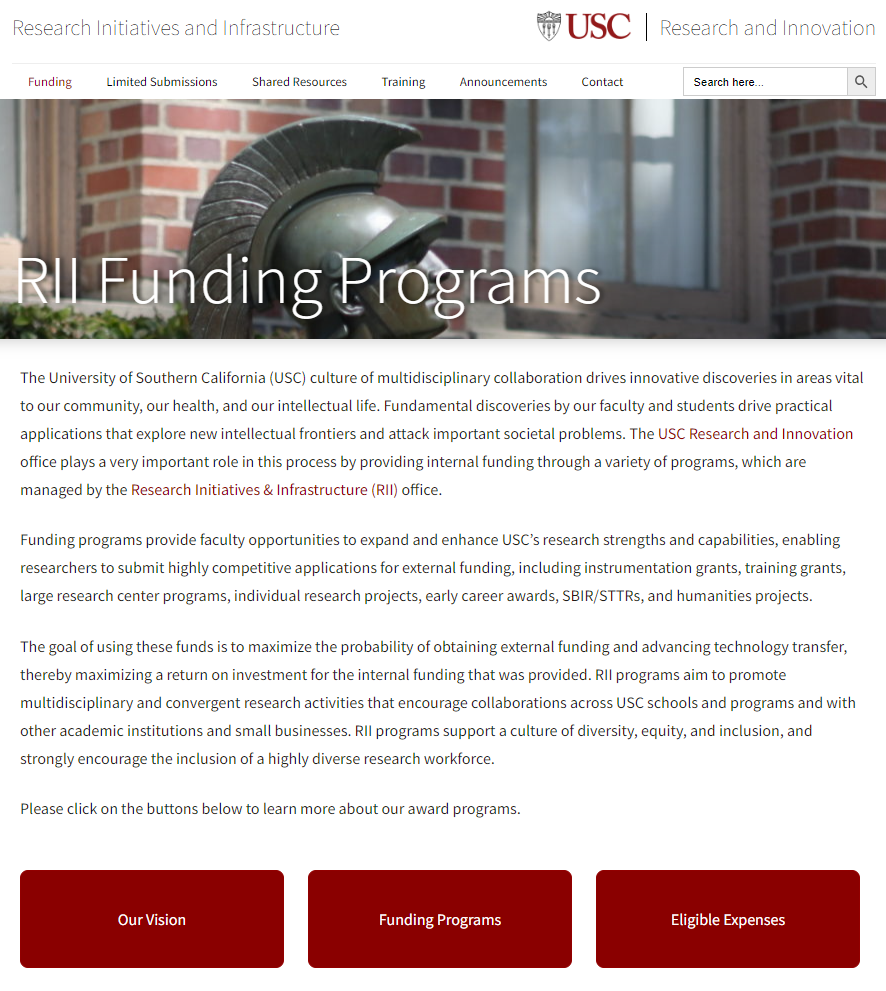 Research Initiatives and Infrastructure
USC
Research and Innovation
Funding
Limited Submissions
Shared Resources
Training
Announcements
Contact
Search here...
RII Funding Programs
The University of Southern California (USC) culture of multidisciplinary collaboration drives innovative discoveries in areas vital
to our community, our health, and our intellectual life. Fundamental discoveries by our faculty and students drive practical
applications that explore new intellectual frontiers and attack important societal problems. The USC Research and Innovation
office plays a very important role in this process by providing internal funding through a variety of programs, which are
managed by the Research Initiatives & Infrastructure (RII) office.
Funding programs provide faculty opportunities to expand and enhance USC’s research strengths and capabilities, enabling
researchers to submit highly competitive applications for external funding, including instrumentation grants, training grants,
large research center programs, individual research projects, early career awards, SBIR/STTRs, and humanities projects.
The goal of using these funds is to maximize the probability of obtaining external funding and advancing technology transfer,
thereby maximizing a return on investment for the internal funding that was provided. RII programs aim to promote
multidisciplinary and convergent research activities that encourage collaborations across USC schools and programs and with
other academic institutions and small businesses. RII programs support a culture of diversity, equity, and inclusion, and
strongly encourage the inclusion of a highly diverse research workforce.
Please click on the buttons below to learn more about our award programs.
Our Vision
Funding Programs
Eligible Expenses